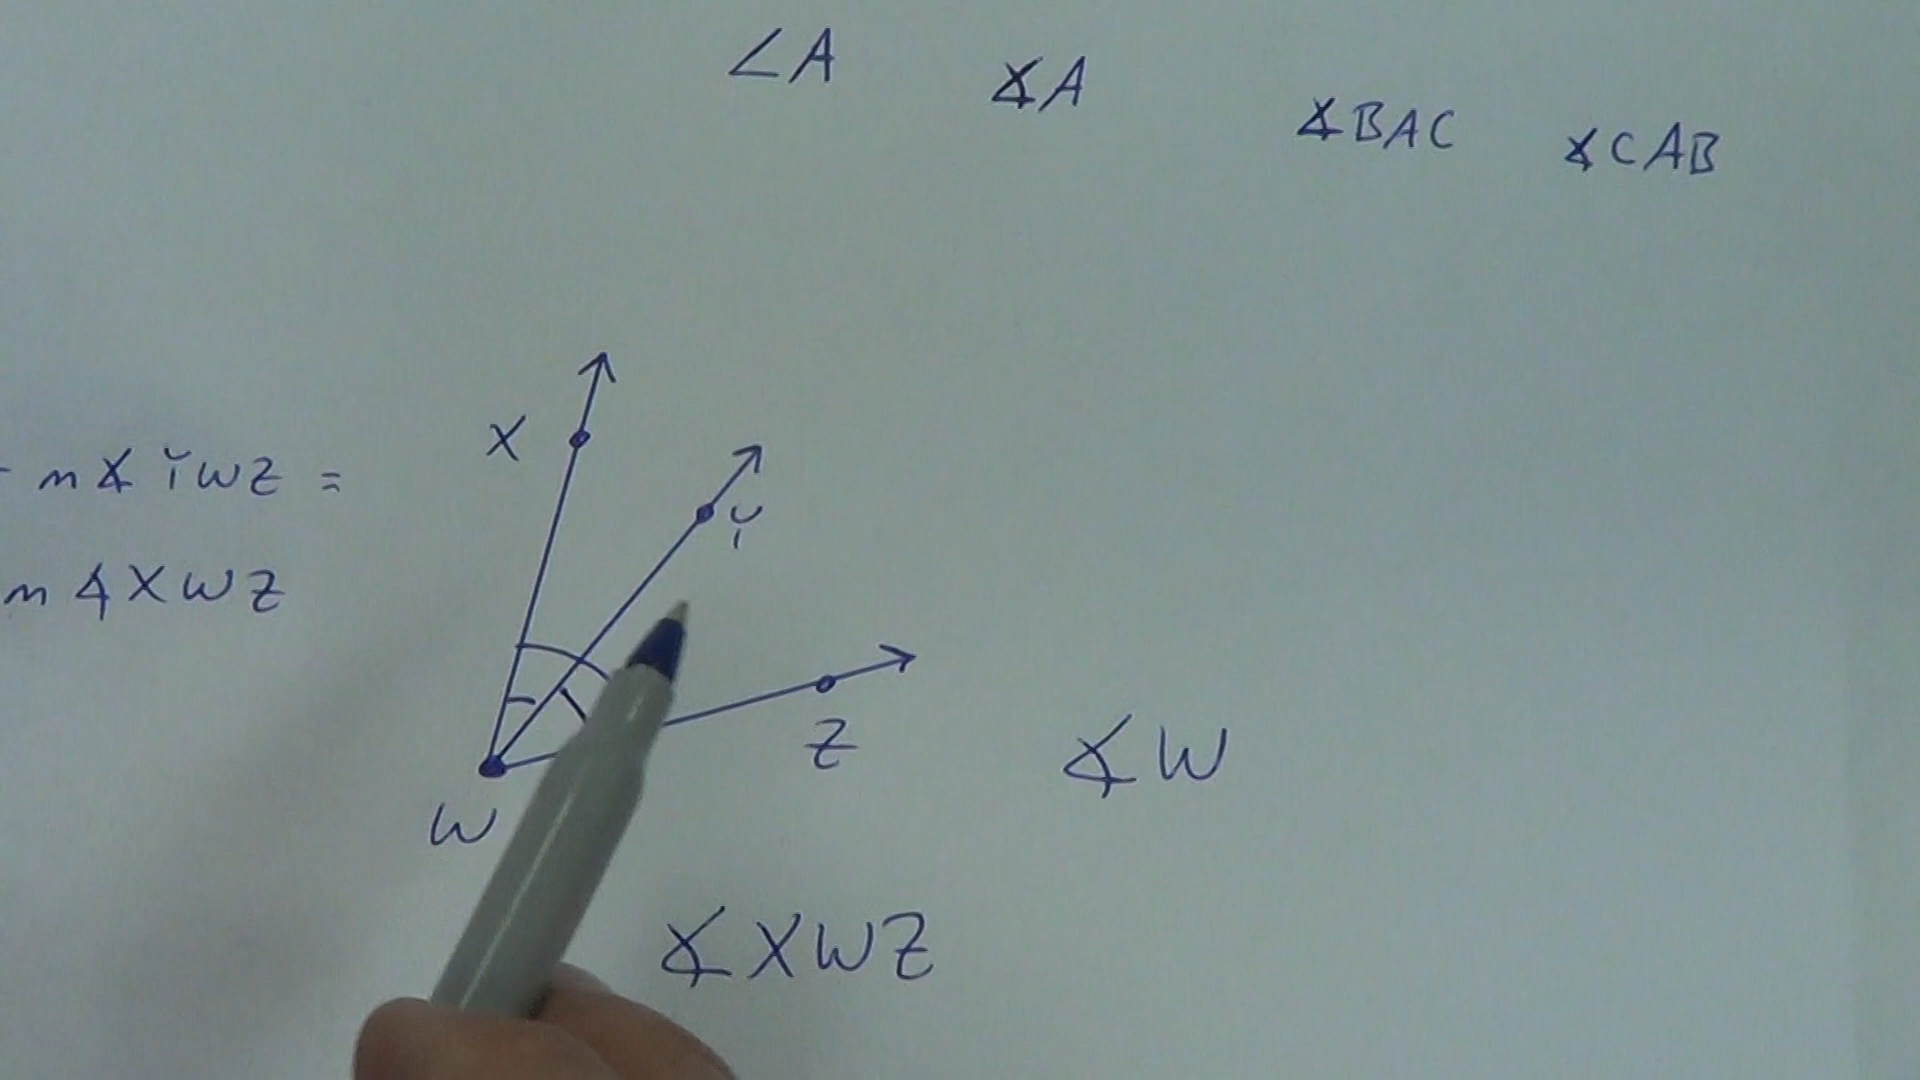 ∠A ∡A ∡BAC ∡CAB
X
Y
m∡YWZ =
m∡XWZ
Z
∡W
W
∡XWZ